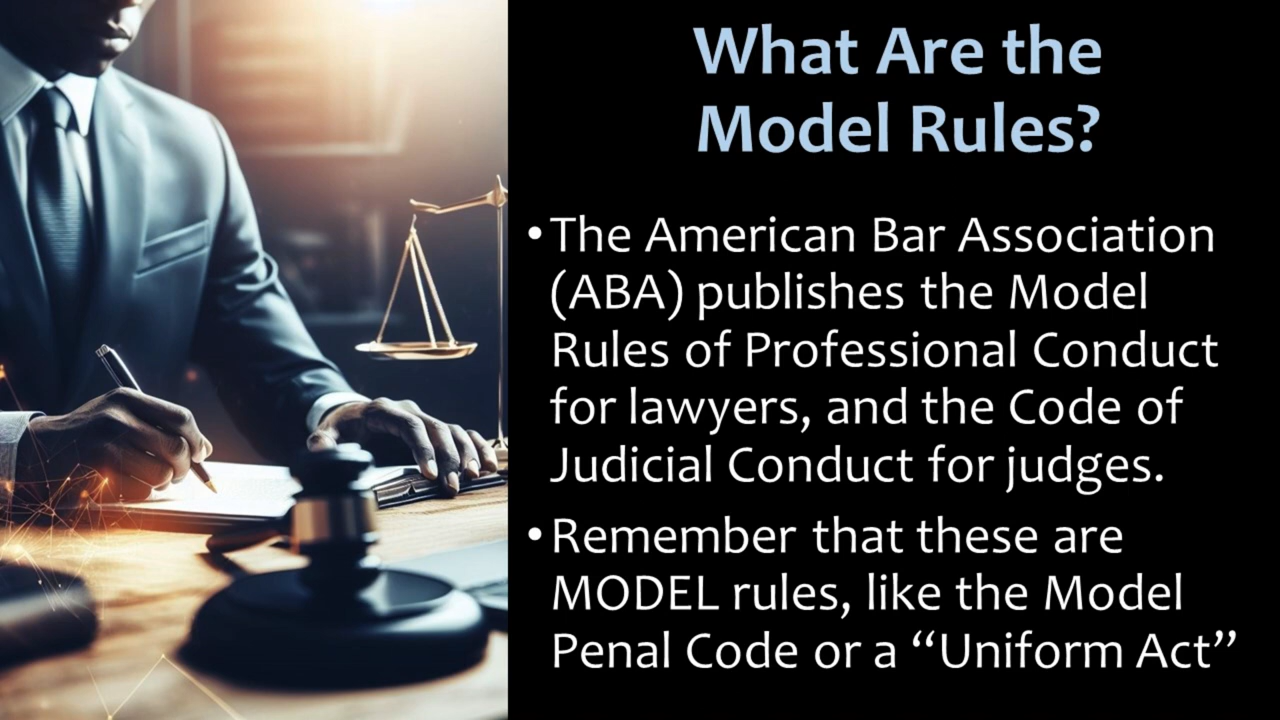 What Are the
Model Rules?
•The American Bar Association
(ABA) publishes the Model
Rules of Professional Conduct
for lawyers, and the Code of
Judicial Conduct for judges.
•Remember that these are
MODEL rules, like the Model
Penal Code or a “Uniform Act”